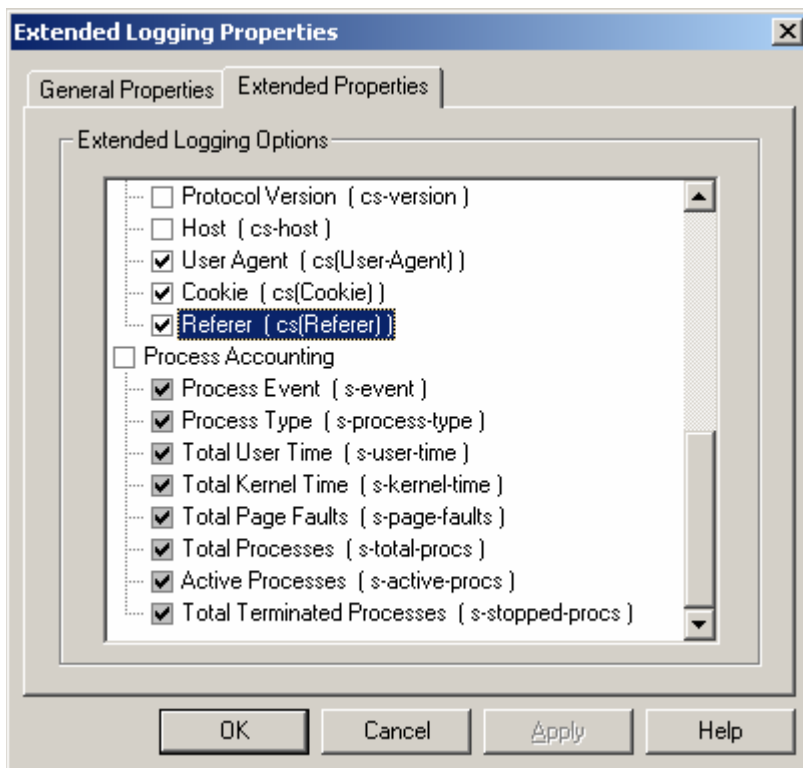 Extended Logging Properties
General Properties
Extended Properties
Extended Logging Options
Protocol Version ( cs-version )
Host ( cs-host )
User Agent ( cs(User-Agent) )
Cookie ( cs(Cookie) )
Referer ( cs(Referer) )
Process Accounting
Process Event ( s-event )
Process Type ( s-process-type )
Total User Time ( s-user-time )
Total Kernel Time ( s-kernel-time )
Total Page Faults ( s-page-faults )
Total Processes ( s-total-procs )
Active Processes ( s-active-procs )
Total Terminated Processes ( s-stopped-procs )
OK
Cancel
Apply
Help